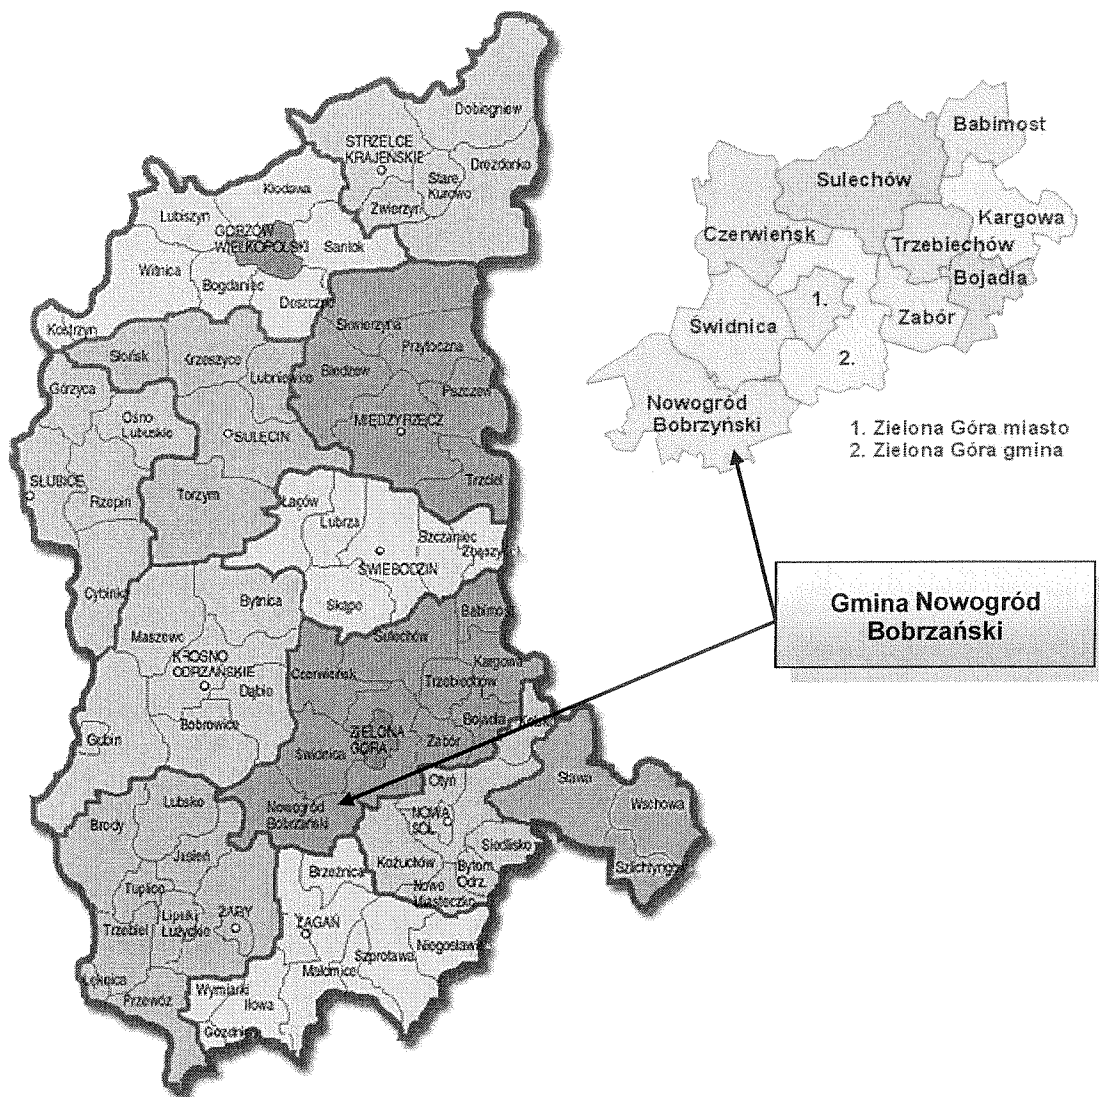 Dobiegniew
STRZELCE
KRAJEŃSKIE
Drezdenko
Stare
Kurowo
Zwierzyn
Kłodawa
Lubiszyn
GORZÓW
WIELKOPOLSKI
Santok
Witnica
Bogdaniec
Deszczno
Kostrzyn
Skwierzyna
Słońsk
Krzeszyce
Przytoczna
Bledzew
Lubniewice
Górzyca
Pszczew
Ośno
Lubuskie
MIĘDZYRZECZ
SULĘCIN
SŁUBICE
Rzepin
Torzym
Trzciel
Łagów
Lubrza
Szczaniec
Zbąszyn
ŚWIEBODZIN
Cybinka
Bytnica
Skąpe
Babimost
Maszewo
Sulechów
KROSNO
ODRZAŃSKIE
Czerwieńsk
Kargowa
Trzebiechów
Dąbie
Bobrowice
Bojadła
ZIELONA
GÓRA
Zabór
Świdnica
Gubin
Otyń
Sława
Lubsko
Nowogród
Bobrzański
NOWA
SÓL
Wschowa
Brody
Jasień
Siedlisko
Kożuchów
Bytom
Odrz.
Szlichtyngo
Brzeźnica
Nowe
Miasteczko
Tuplice
Lipinki
Łużyckie
ŻARY
Trzebiel
ŻAGAŃ
Niegosław
Szprotawa
Małomice
Łęknica
Przewóz
Wymiarki
Iłowa
Gozdni
Babimost
Sulechów
Kargowa
Czerwieńsk
Trzebiechów
Bojadla
1.
Zabór
Świdnica
2.
Nowogród
Bobrzyński
1. Zielona Góra miasto
2. Zielona Góra gmina
Gmina Nowogród
Bobrzański